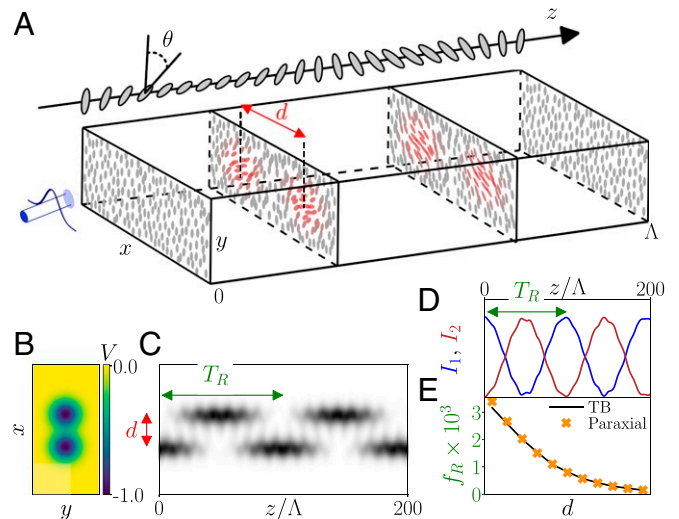 A
θ
z
d
x
y
0
Λ
B
V
0.0
-1.0
x
y
C
T_R
d
0
z/Λ
200
D
0
z/Λ
200
T_R
I_1, I_2
E
f_R × 10^3
3
2
1
0
TB
Paraxial
d